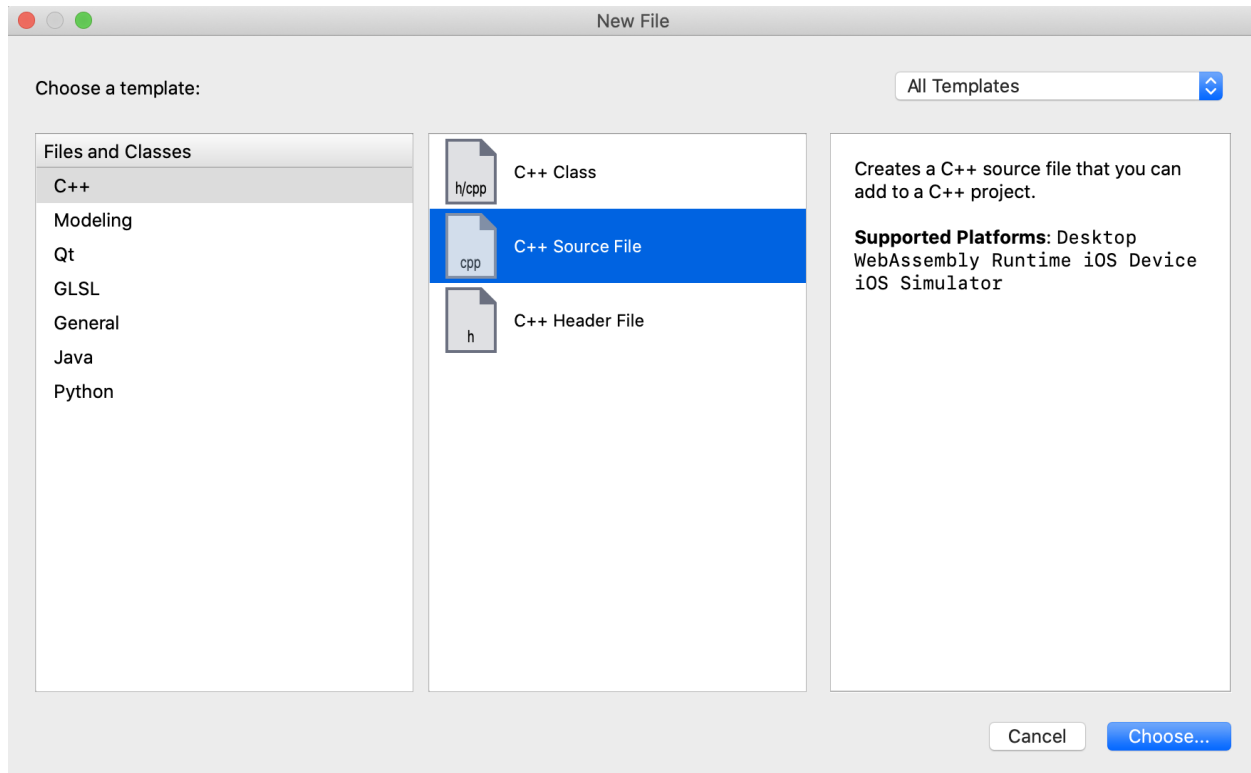 New File
Choose a template:
All Templates
Files and Classes
C++
Modeling
Qt
GLSL
General
Java
Python
h/cpp
C++ Class
cpp
C++ Source File
h
C++ Header File
Creates a C++ source file that you can
add to a C++ project.
Supported Platforms: Desktop
WebAssembly Runtime iOS Device
iOS Simulator
Cancel
Choose...